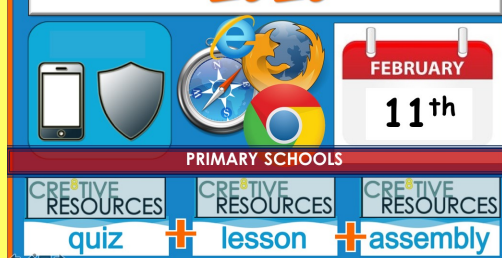 FEBRUARY
11th
PRIMARY SCHOOLS
CRE8TIVE RESOURCES
CRE8TIVE RESOURCES
CRE8TIVE RESOURCES
quiz + lesson + assembly